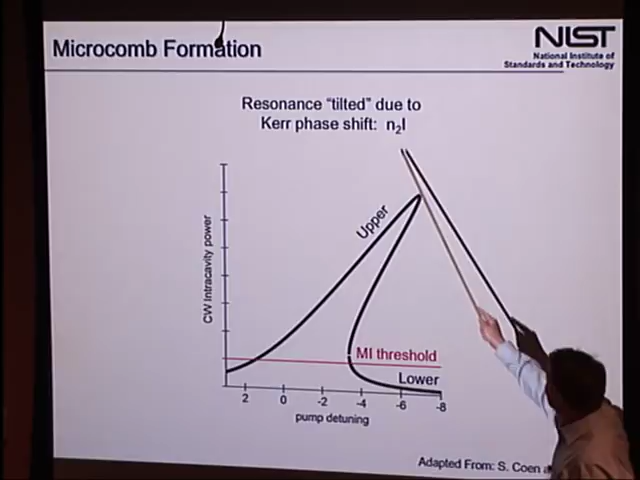 Microcomb Formation
NIST
National Institute of
Standards and Technology
Resonance "tilted" due to
Kerr phase shift: n₂I
CW Intracavity power
Upper
MI threshold
Lower
2 0 -2 -4 -6 -8
pump detuning
Adapted From: S. Coen